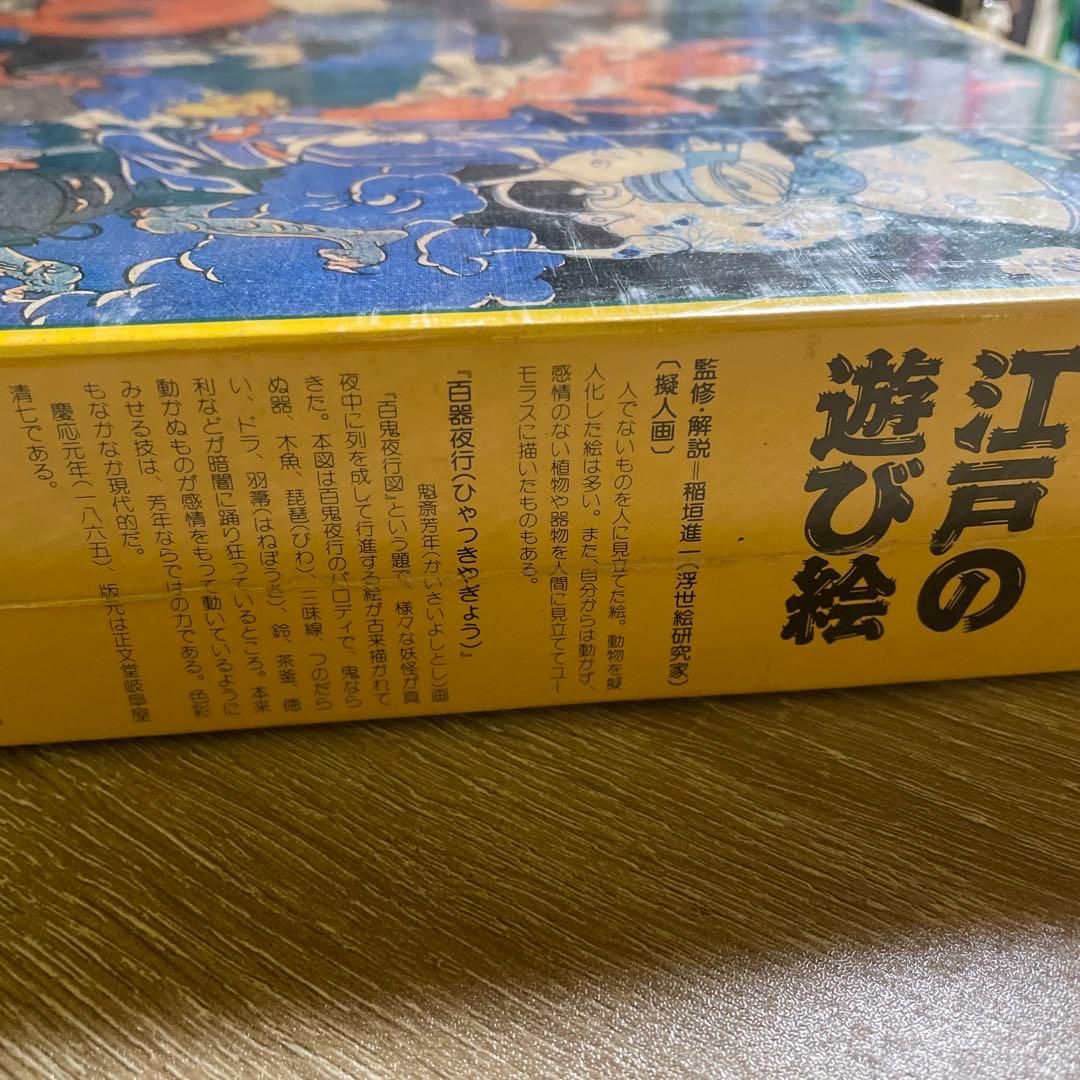 江戸の
遊び絵
監修・解説=稲垣進一(浮世絵研究家)
〔擬人画〕
人でないものを人に見立てた絵。動物を擬
人化した絵は多い。また、自分からは動かず、
感情のない植物や器物を人間に見立ててユー
モラスに描いたものもある。
『百器夜行(ひゃっきやぎょう)』
魁斎芳年(かいさいよしとし)画
『百鬼夜行図』という題で、様々な妖怪が真
夜中に列を成して行進する絵が古来描かれて
きた。本図は百鬼夜行のパロディで、鬼なら
ぬ器 木魚、琵琶(びわ)、三味線、つのだら
い、ドラ、羽箒(はねぼうき)、鈴、茶釜、徳
利などが暗闇に踊り狂っているところ。本来
動かぬものが感情をもって動いているように
みせる技は、芳年ならではの力である。色彩
もなかなか現代的だ。
慶応元年(一八六五)、版元は正文堂岐阜屋
清七である。